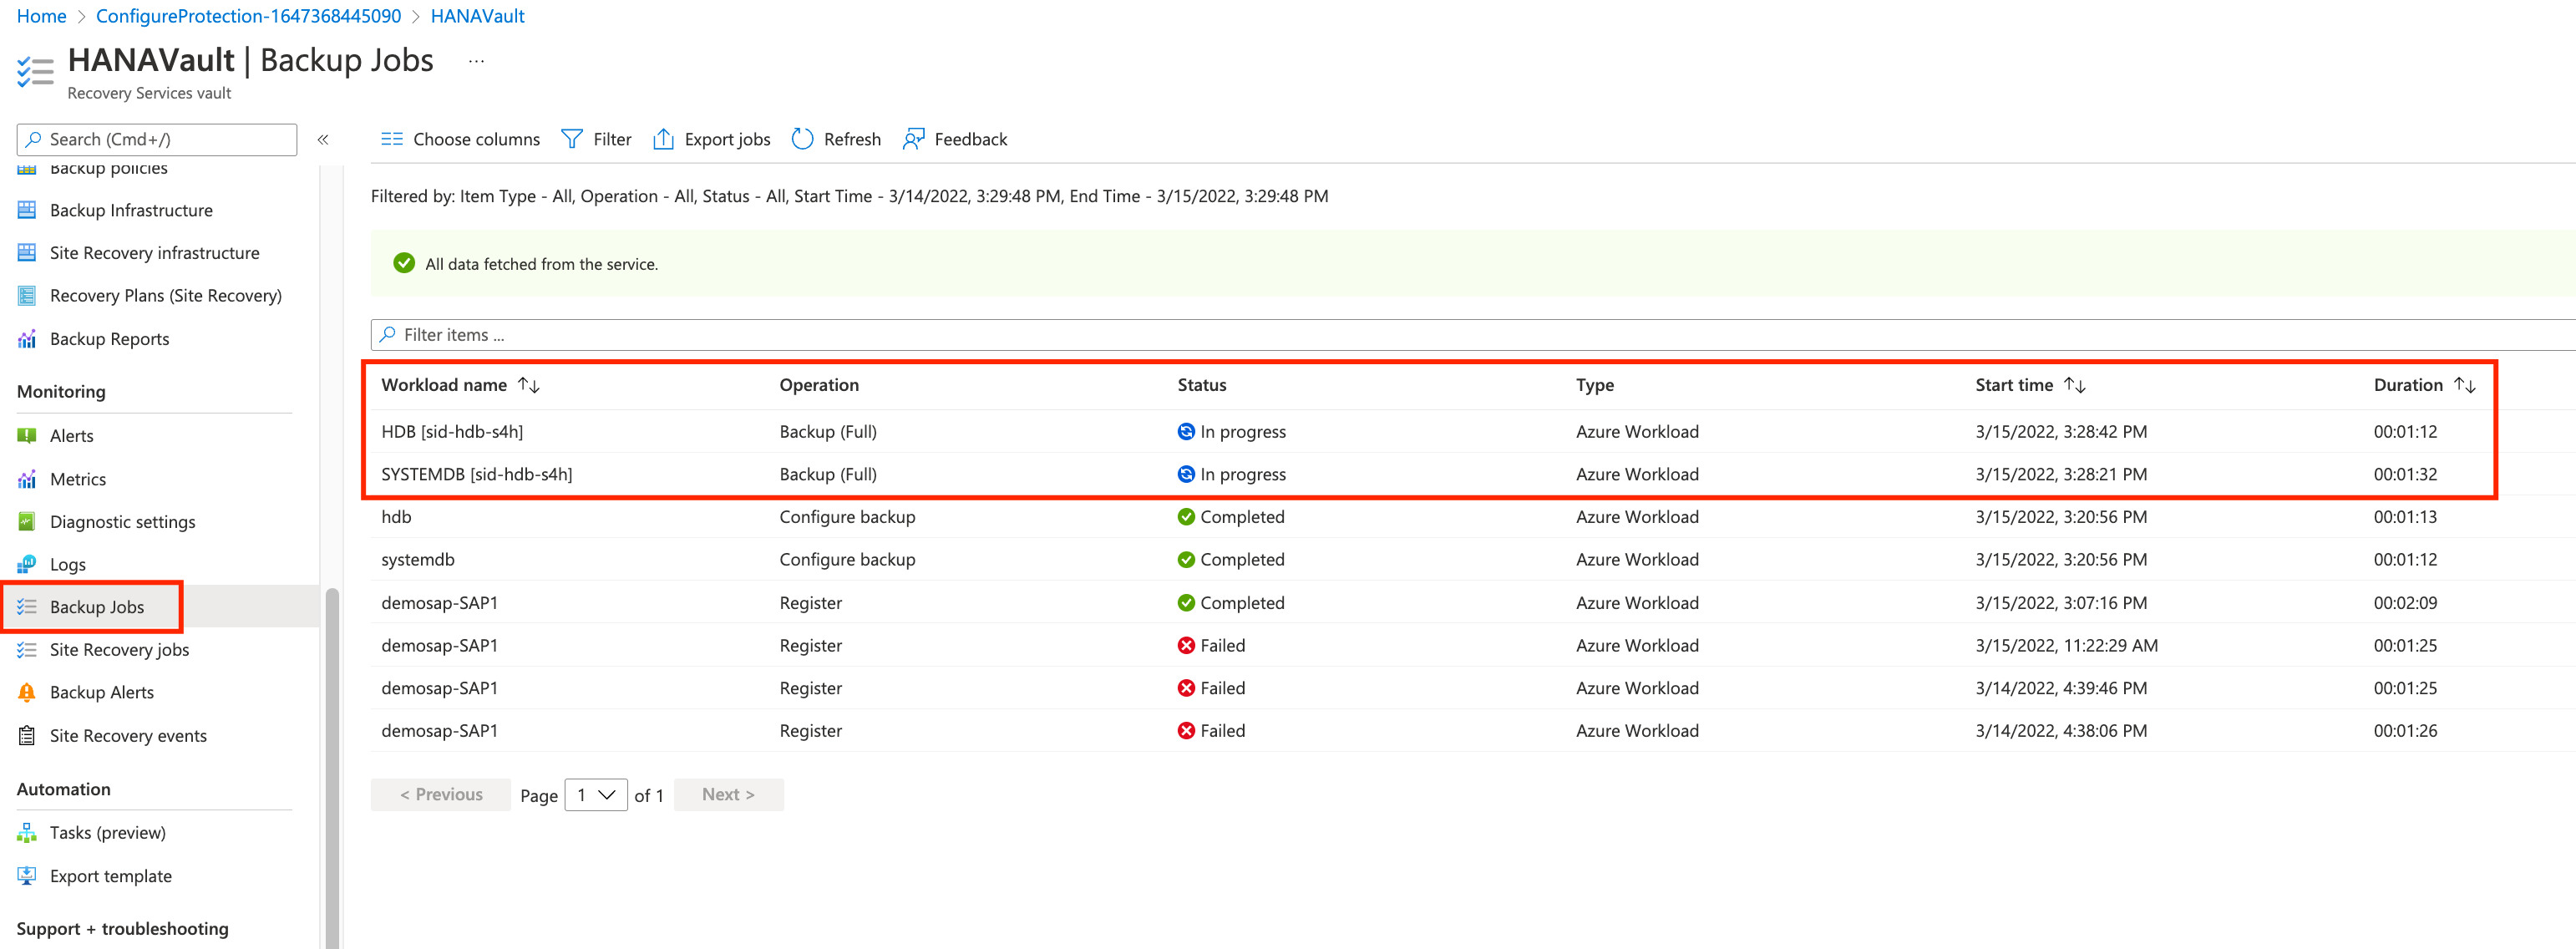 Home > ConfigureProtection-1647368445090 > HANAVault
HANAVault | Backup Jobs ...
Recovery Services vault
Search (Cmd+/)
«
Choose columns Filter Export jobs Refresh Feedback
Backup policies
Backup Infrastructure
Site Recovery infrastructure
Recovery Plans (Site Recovery)
Backup Reports
Monitoring
Alerts
Metrics
Diagnostic settings
Logs
Backup Jobs
Site Recovery jobs
Backup Alerts
Site Recovery events
Automation
Tasks (preview)
Export template
Support + troubleshooting
Filtered by: Item Type - All, Operation - All, Status - All, Start Time - 3/14/2022, 3:29:48 PM, End Time - 3/15/2022, 3:29:48 PM
All data fetched from the service.
Filter items ...
Workload name ↑↓ Operation Status Type Start time ↑↓ Duration ↑↓
HDB [sid-hdb-s4h] Backup (Full) In progress Azure Workload 3/15/2022, 3:28:42 PM 00:01:12
SYSTEMDB [sid-hdb-s4h] Backup (Full) In progress Azure Workload 3/15/2022, 3:28:21 PM 00:01:32
hdb Configure backup Completed Azure Workload 3/15/2022, 3:20:56 PM 00:01:13
systemdb Configure backup Completed Azure Workload 3/15/2022, 3:20:56 PM 00:01:12
demosap-SAP1 Register Completed Azure Workload 3/15/2022, 3:07:16 PM 00:02:09
demosap-SAP1 Register Failed Azure Workload 3/15/2022, 11:22:29 AM 00:01:25
demosap-SAP1 Register Failed Azure Workload 3/14/2022, 4:39:46 PM 00:01:25
demosap-SAP1 Register Failed Azure Workload 3/14/2022, 4:38:06 PM 00:01:26
< Previous Page 1 of 1 Next >